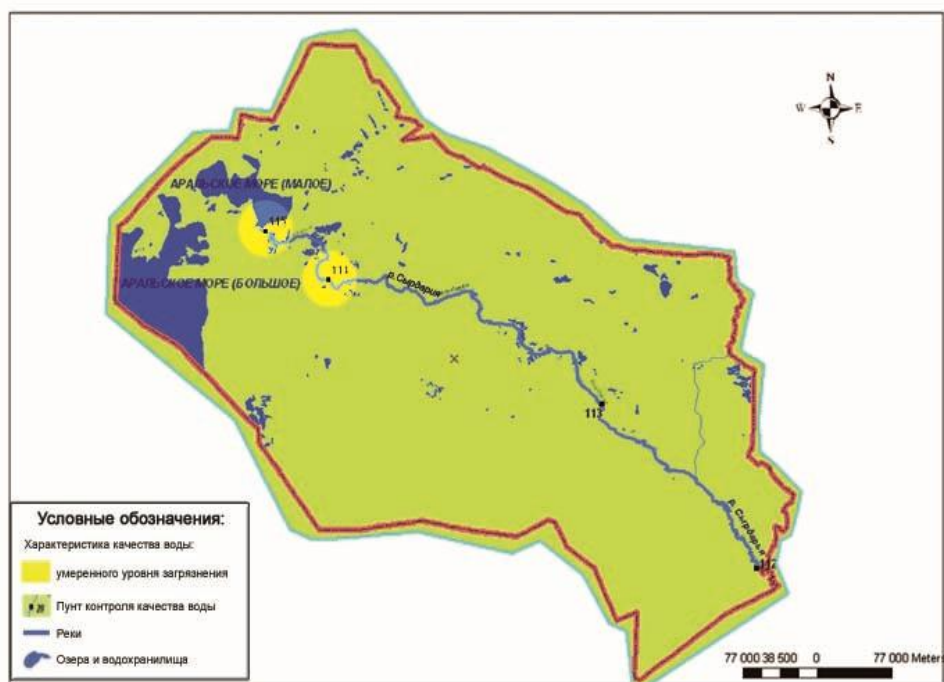 N
W E
S
АРАЛЬСКОЕ МОРЕ (МАЛОЕ)
115
111
АРАЛЬСКОЕ МОРЕ (БОЛЬШОЕ)
р.Сырдария
113
р. Сырдарья
112
Условные обозначения:
Характеристика качества воды:
умеренного уровня загрязнения
Пунт контроля качества воды
Реки
Озера и водохранилища
77 000 38 500 0 77 000 Meters